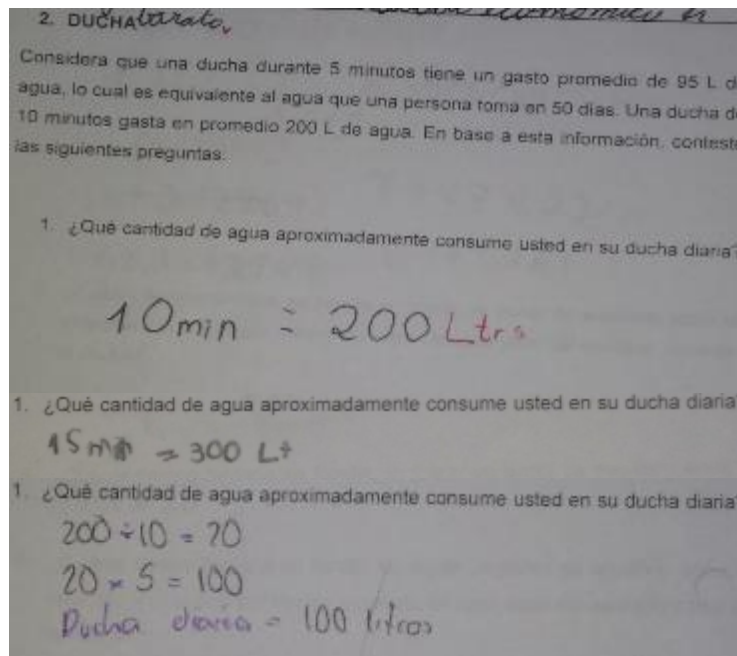 2. DUCHA barato.
Considera que una ducha durante 5 minutos tiene un gasto promedio de 95 L d
agua, lo cual es equivalente al agua que una persona toma en 50 días. Una ducha d
10 minutos gasta en promedio 200 L de agua. En base a esta información, contest
las siguientes preguntas:
1. ¿Qué cantidad de agua aproximadamente consume usted en su ducha diaria?
10 min = 200 Ltrs
1. ¿Qué cantidad de agua aproximadamente consume usted en su ducha diaria
15 min = 300 Lt
1. ¿Qué cantidad de agua aproximadamente consume usted en su ducha diaria?
200 ÷ 10 = 20
20 × 5 = 100
Ducha diaria = 100 litros